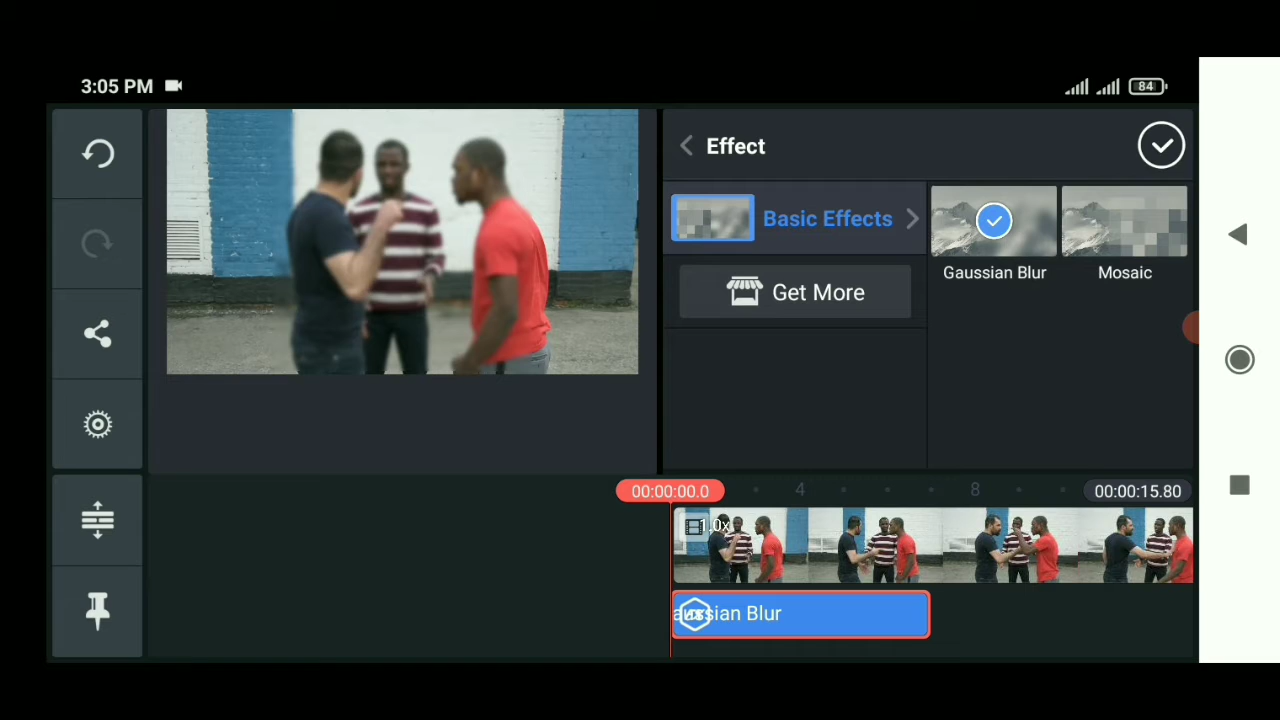 3:05 PM
84
Effect
Basic Effects
Get More
Gaussian Blur
Mosaic
00:00:00.0
4
8
00:00:15.80
1.0x
aussian Blur